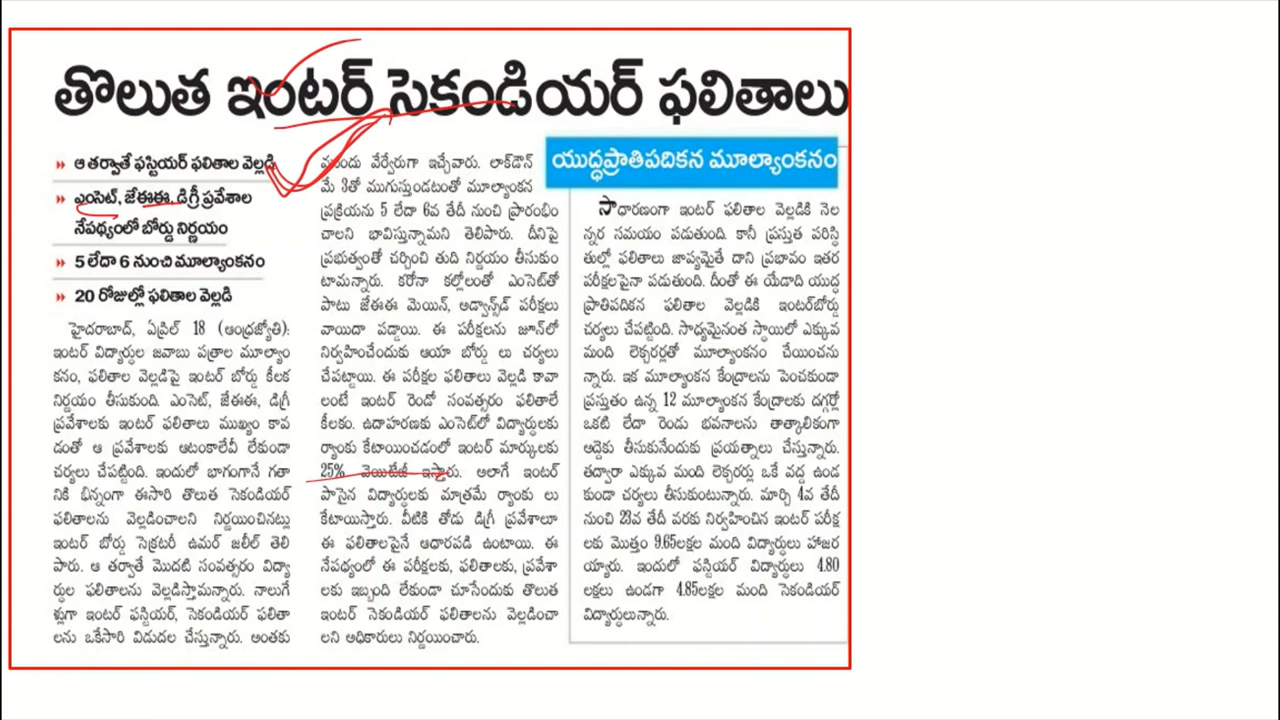 తొలుత ఇంటర్ సెకండియర్ ఫలితాలు
» ఆ తర్వాతే ఫస్టియర్ ఫలితాల వెల్లడి
» ఎంసెట్, జేఈఈ, డిగ్రీ ప్రవేశాల
నేపథ్యంలో బోర్డు నిర్ణయం
» 5 లేదా 6 నుంచి మూల్యాంకనం
» 20 రోజుల్లో ఫలితాల వెల్లడి
హైదరాబాద్, ఏప్రిల్ 18 (ఆంధ్రజ్యోతి):
ఇంటర్ విద్యార్థుల జవాబు పత్రాల మూల్యాం
కనం, ఫలితాల వెల్లడిపై ఇంటర్ బోర్డు కీలక
నిర్ణయం తీసుకుంది. ఎంసెట్, జేఈఈ, డిగ్రీ
ప్రవేశాలకు ఇంటర్ ఫలితాలు ముఖ్యం కావ
డంతో ఆ ప్రవేశాలకు ఆటంకాలేవీ లేకుండా
చర్యలు చేపట్టింది. ఇందులో భాగంగానే గతా
నికి భిన్నంగా ఈసారి తొలుత సెకండియర్
ఫలితాలను వెల్లడించాలని నిర్ణయించినట్లు
ఇంటర్ బోర్డు సెక్రటరీ ఉమర్ జలీల్ తెలి
పారు. ఆ తర్వాతే మొదటి సంవత్సరం విద్యా
ర్థుల ఫలితాలను వెల్లడిస్తామన్నారు. నాలుగే
ళ్లుగా ఇంటర్ ఫస్టియర్, సెకండియర్ ఫలితా
లను ఒకేసారి విడుదల చేస్తున్నారు. అంతకు
ముందు వేర్వేరుగా ఇచ్చేవారు. లాక్‌డౌన్
మే 3తో ముగుస్తుండటంతో మూల్యాంకన
ప్రక్రియను 5 లేదా 6వ తేదీ నుంచి ప్రారంభిం
చాలని భావిస్తున్నామని తెలిపారు. దీనిపై
ప్రభుత్వంతో చర్చించి తుది నిర్ణయం తీసుకుం
టామన్నారు. కరోనా కల్లోలంతో ఎంసెట్‌తో
పాటు జేఈఈ మెయిన్, అడ్వాన్స్‌డ్ పరీక్షలు
వాయిదా పడ్డాయి. ఈ పరీక్షలను జూన్‌లో
నిర్వహించేందుకు ఆయా బోర్డు లు చర్యలు
చేపట్టాయి. ఈ పరీక్షల ఫలితాలు వెల్లడి కావా
లంటే ఇంటర్ రెండో సంవత్సరం ఫలితాలే
కీలకం. ఉదాహరణకు ఎంసెట్‌లో విద్యార్థులకు
ర్యాంకు కేటాయించడంలో ఇంటర్ మార్కులకు
25% వెయిటేజీ ఇస్తారు. అలాగే ఇంటర్
పాసైన విద్యార్థులకు మాత్రమే ర్యాంకు లు
కేటాయిస్తారు. వీటికి తోడు డిగ్రీ ప్రవేశాలూ
ఈ ఫలితాలపైనే ఆధారపడి ఉంటాయి. ఈ
నేపథ్యంలో ఈ పరీక్షలకు, ఫలితాలకు, ప్రవేశా
లకు ఇబ్బంది లేకుండా చూసేందుకు తొలుత
ఇంటర్ సెకండియర్ ఫలితాలను వెల్లడించా
లని అధికారులు నిర్ణయించారు.
యుద్ధప్రాతిపదికన మూల్యాంకనం
సాధారణంగా ఇంటర్ ఫలితాల వెల్లడికి నెల
న్నర సమయం పడుతుంది. కానీ ప్రస్తుత పరిస్థి
తుల్లో ఫలితాలు జాప్యమైతే దాని ప్రభావం ఇతర
పరీక్షలపైనా పడుతుంది. దీంతో ఈ యేడాది యుద్ధ
ప్రాతిపదికన ఫలితాల వెల్లడికి ఇంటర్‌బోర్డు
చర్యలు చేపట్టింది. సాధ్యమైనంత స్థాయిలో ఎక్కువ
మంది లెక్చరర్లతో మూల్యాంకనం చేయించను
న్నారు. ఇక మూల్యాంకన కేంద్రాలను పెంచకుండా
ప్రస్తుతం ఉన్న 12 మూల్యాంకన కేంద్రాలకు దగ్గర్లో
ఒకటి లేదా రెండు భవనాలను తాత్కాలికంగా
అద్దెకు తీసుకునేందుకు ప్రయత్నాలు చేస్తున్నారు.
తద్వారా ఎక్కువ మంది లెక్చరర్లు ఒకే వద్ద ఉండ
కుండా చర్యలు తీసుకుంటున్నారు. మార్చి 4వ తేదీ
నుంచి 23వ తేదీ వరకు నిర్వహించిన ఇంటర్ పరీక్ష
లకు మొత్తం 9.65లక్షల మంది విద్యార్థులు హాజర
య్యారు. ఇందులో ఫస్టియర్ విద్యార్థులు 4.80
లక్షలు ఉండగా 4.85లక్షల మంది సెకండియర్
విద్యార్థులున్నారు.